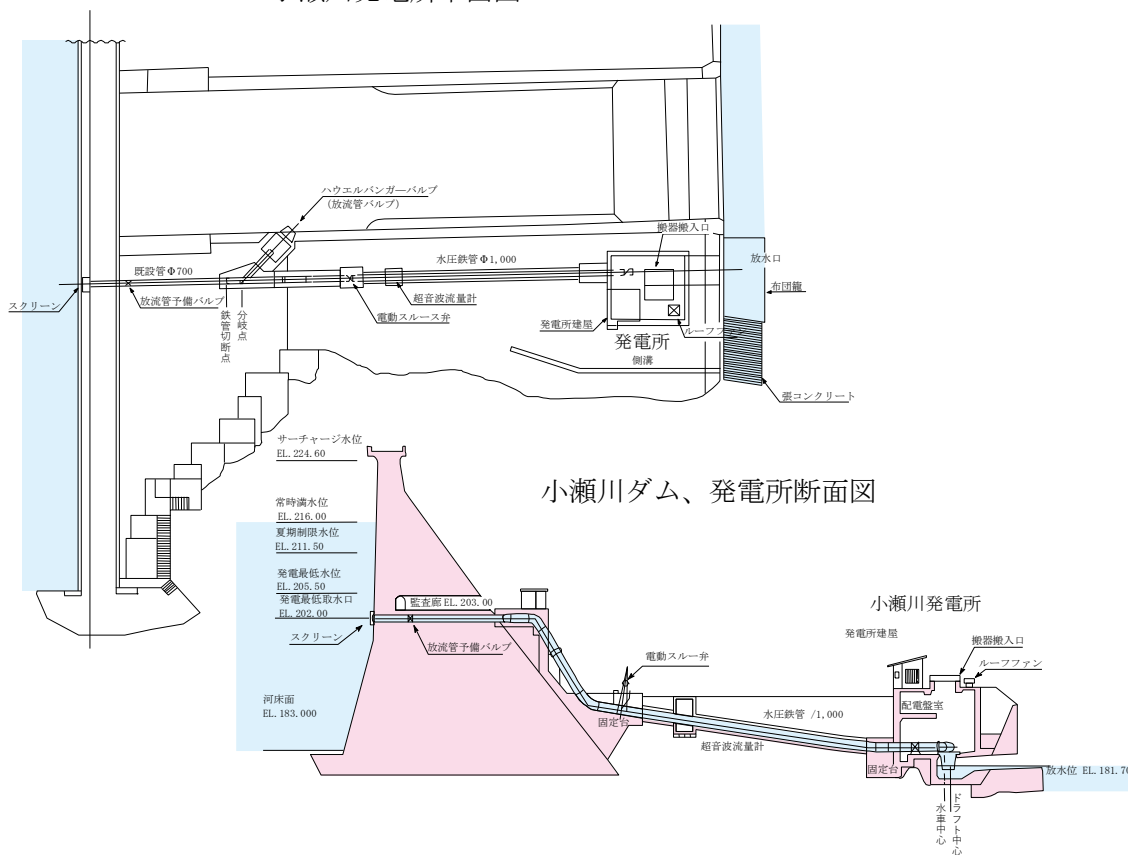 小瀬川発電所平面図
ハウエルバンガーバルブ
(放流管バルブ)
搬器搬入口
既設管Φ700
水圧鉄管Φ1,000
放水口
スクリーン
放流管予備バルブ
超音波流量計
布団籠
鉄管切断点
分岐点
電動スルース弁
発電所建屋
ルーフファン
発電所
側溝
張コンクリート
サーチャージ水位
EL.224.60
小瀬川ダム、発電所断面図
常時満水位
EL.216.00
夏期制限水位
EL.211.50
発電最低水位
EL.205.50
発電最低取水口
EL.202.00
監査廊EL.203.00
スクリーン
放流管予備バルブ
小瀬川発電所
発電所建屋
搬器搬入口
ルーフファン
電動スルー弁
河床面
EL.183.000
配電盤室
水圧鉄管 /1,000
固定台
超音波流量計
固定台
放水位 EL.181.70
水車中心
ドラフト中心